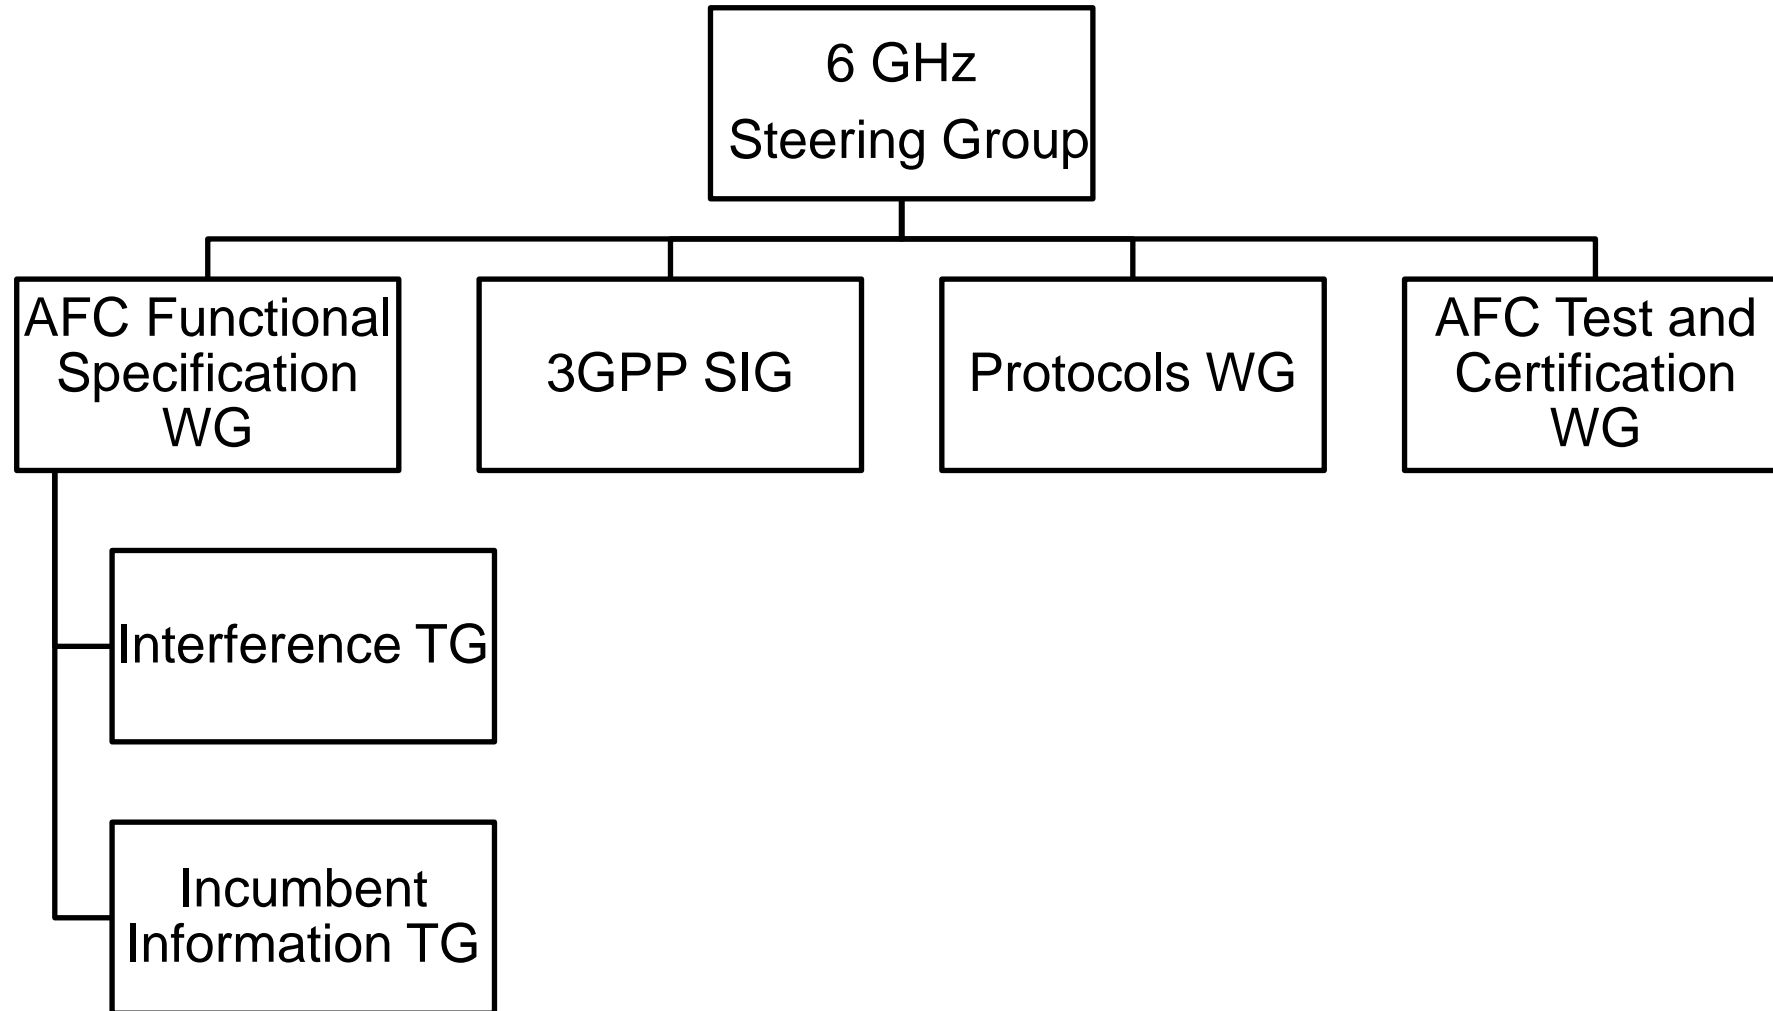 6 GHz
Steering Group
AFC Functional
Specification
WG
3GPP SIG
Protocols WG
AFC Test and
Certification
WG
Interference TG
Incumbent
Information TG